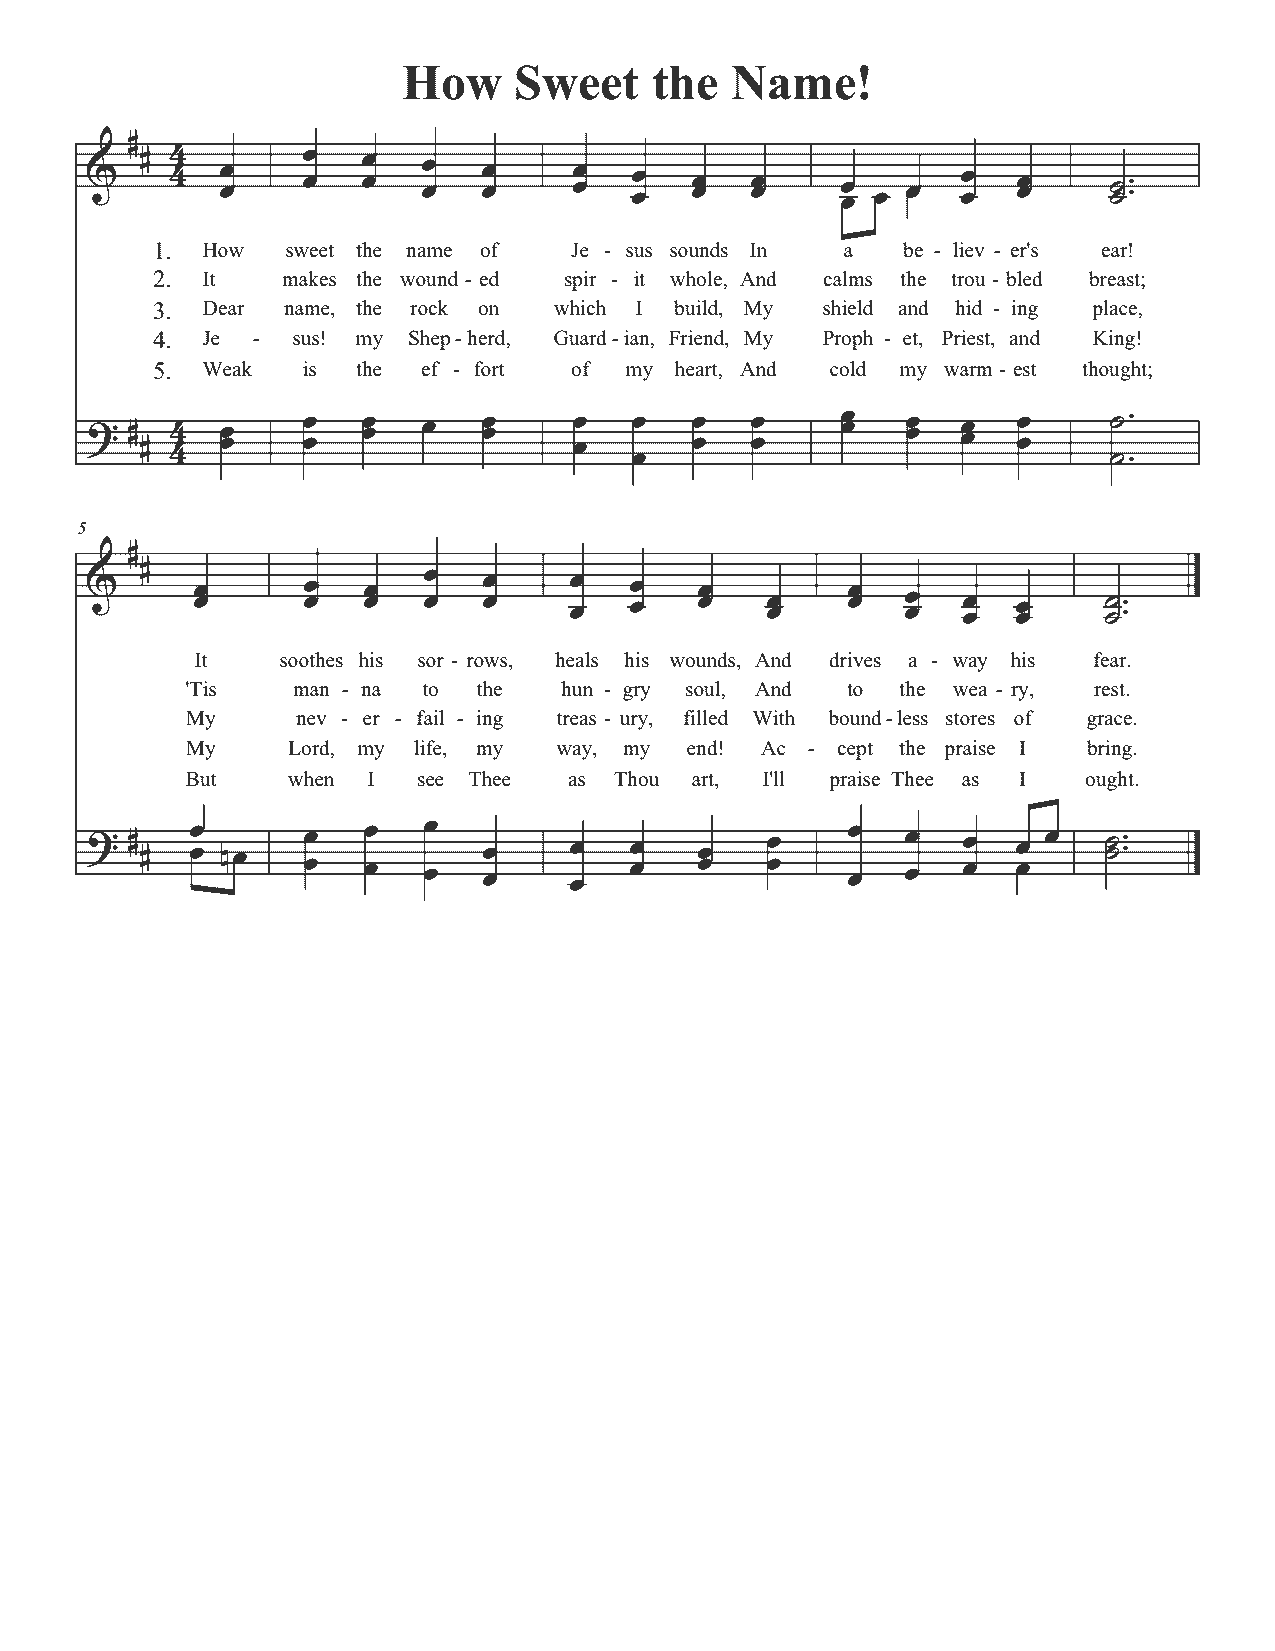 How Sweet the Name!
1. How sweet the name of Je - sus sounds In a be - liev - er's ear!
2. It makes the wound - ed spir - it whole, And calms the trou - bled breast;
3. Dear name, the rock on which I build, My shield and hid - ing place,
4. Je - sus! my Shep - herd, Guard - ian, Friend, My Proph - et, Priest, and King!
5. Weak is the ef - fort of my heart, And cold my warm - est thought;
5
It soothes his sor - rows, heals his wounds, And drives a - way his fear.
'Tis man - na to the hun - gry soul, And to the wea - ry, rest.
My nev - er - fail - ing treas - ury, filled With bound - less stores of grace.
My Lord, my life, my way, my end! Ac - cept the praise I bring.
But when I see Thee as Thou art, I'll praise Thee as I ought.